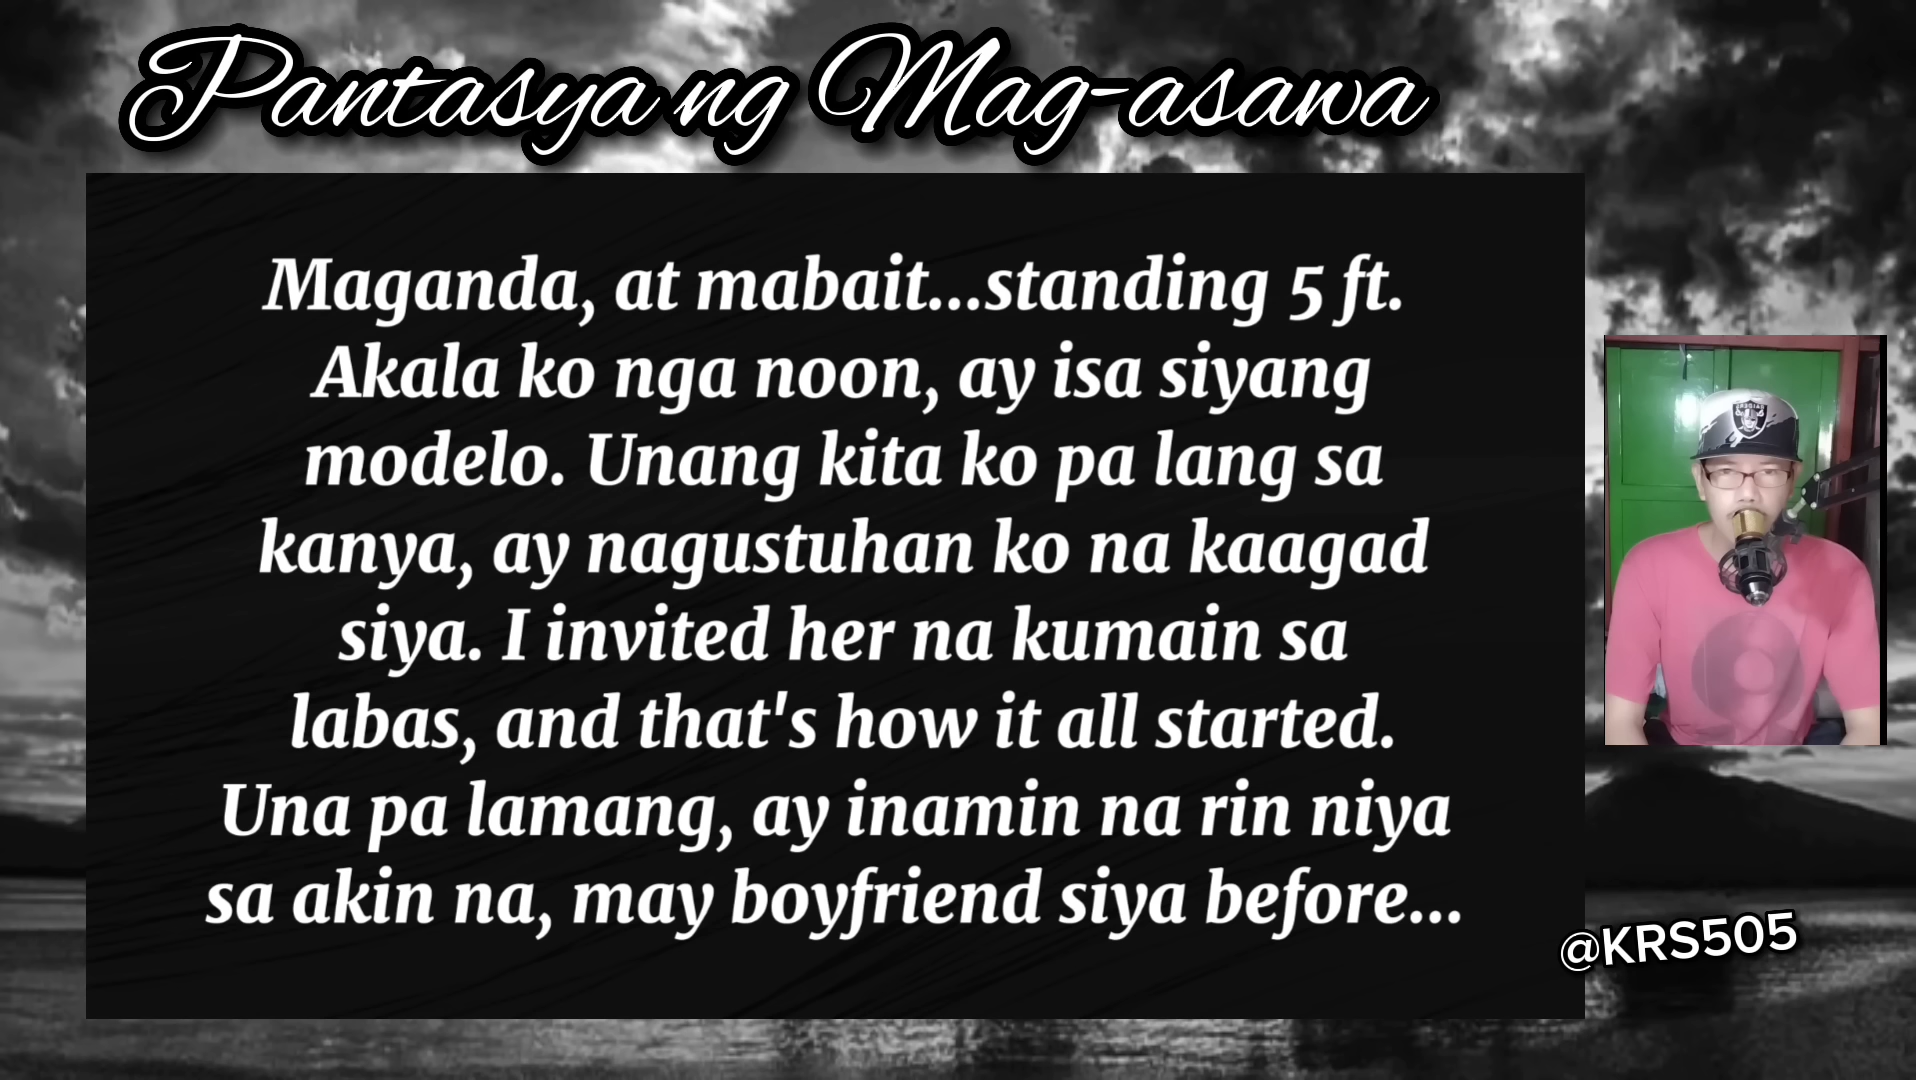 Pantasya ng Mag-asawa
Maganda, at mabait...standing 5 ft.
Akala ko nga noon, ay isa siyang
modelo. Unang kita ko pa lang sa
kanya, ay nagustuhan ko na kaagad
siya. I invited her na kumain sa
labas, and that's how it all started.
Una pa lamang, ay inamin na rin niya
sa akin na, may boyfriend siya before...
@KRS505